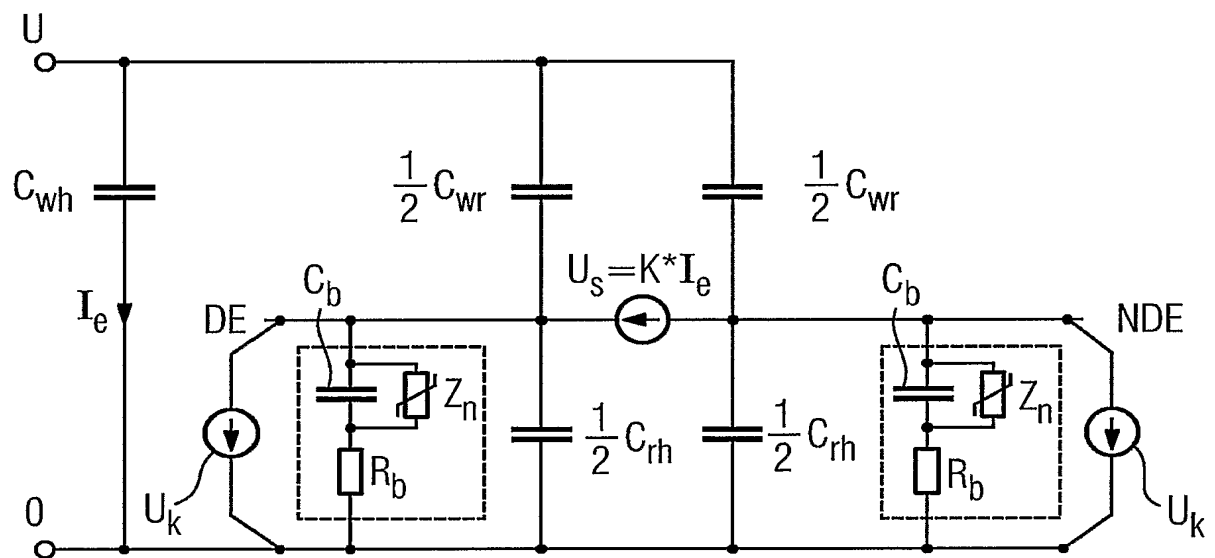 U
C_wh
1/2 C_wr
1/2 C_wr
U_s=K*I_e
I_e
DE
C_b
C_b
NDE
Z_n
Z_n
1/2 C_rh
1/2 C_rh
R_b
R_b
U_k
U_k
0